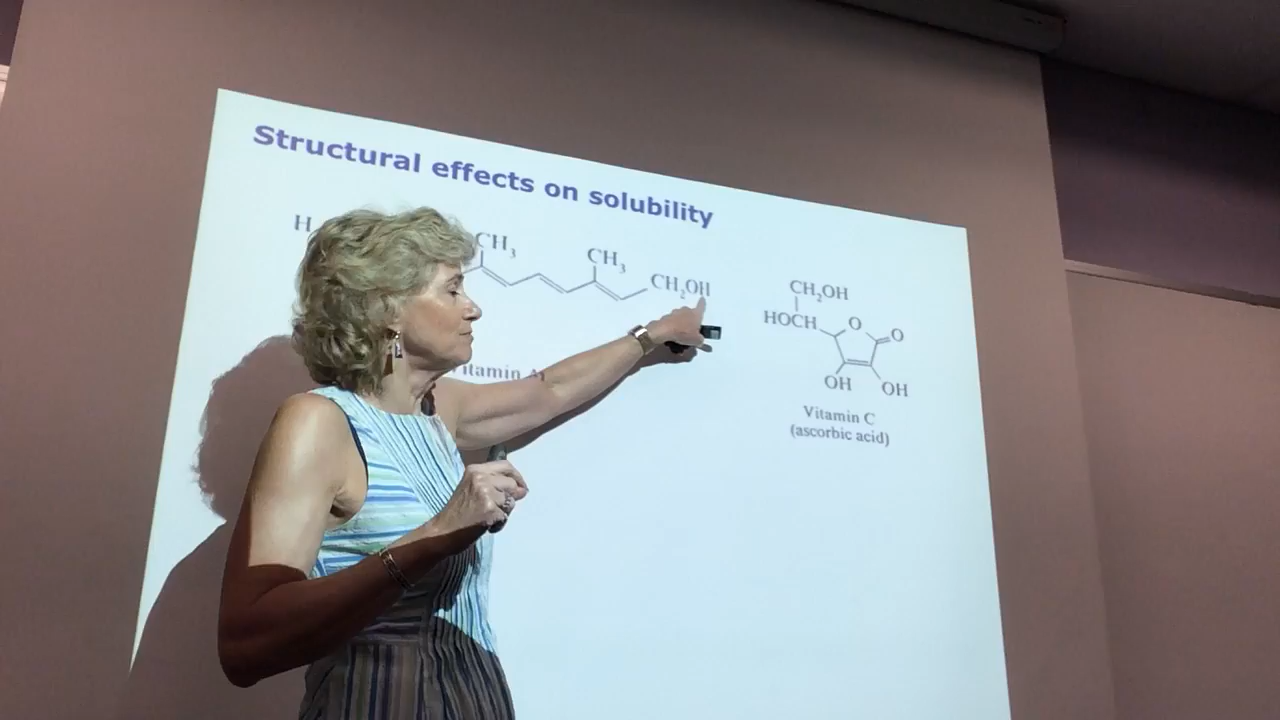 Structural effects on solubility
H
CH₃
CH₃
CH₂OH
CH₂OH
HOCH
O
O
OH
OH
Vitamin C
(ascorbic acid)